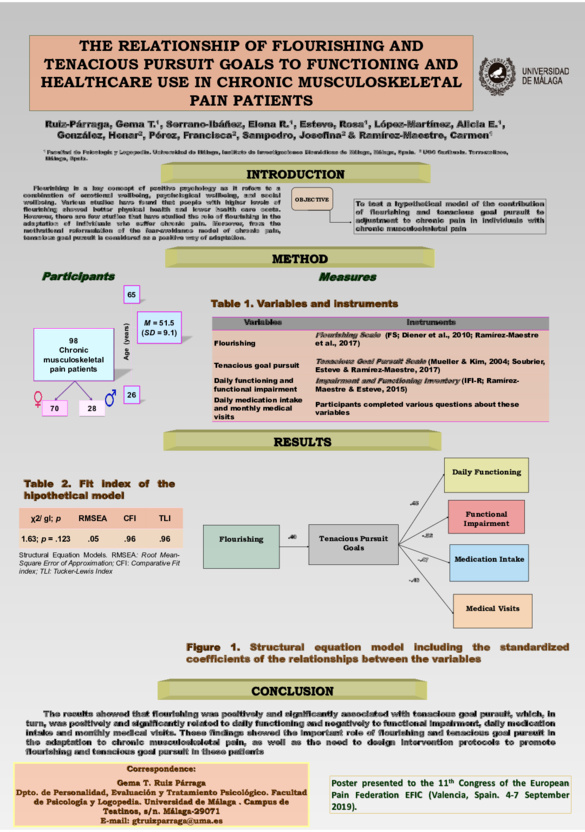 THE RELATIONSHIP OF FLOURISHING AND
TENACIOUS PURSUIT GOALS TO FUNCTIONING AND
HEALTHCARE USE IN CHRONIC MUSCULOSKELETAL
PAIN PATIENTS
UNIVERSIDAD
DE MÁLAGA
Ruiz-Párraga, Gema T.¹, Serrano-Ibáñez, Elena R.¹, Esteve, Rosa¹, López-Martínez, Alicia E.¹,
González, Henar², Pérez, Francisca², Sampedro, Josefina² & Ramírez-Maestre, Carmen¹
¹ Facultad de Psicología y Logopedia. Universidad de Málaga, Instituto de Investigaciones Biomédicas de Málaga, Málaga, Spain. ² UGC
Málaga, Spain.
INTRODUCTION
Flourishing is a key concept of positive psychology as it refers to a
combination of emotional wellbeing, psychological wellbeing, and social
wellbeing. Various studies have found that people with higher levels of
flourishing showed better physical health and lower health care costs.
However, there are few studies that have studied the role of flourishing in the
adaptation of individuals who suffer chronic pain. Moreover, from the
motivational reformulation of the fear-avoidance model of chronic pain,
tenacious goal pursuit is considered as a positive way of adaptation.
OBJECTIVE
To test a hypothetical model of the contribution
of flourishing and tenacious goal pursuit to
adjustment to chronic pain in individuals with
chronic musculoskeletal pain
METHOD
Participants
Measures
98
Chronic
musculoskeletal
pain patients
70
28
65
Age (years)
M = 51.5
(SD = 9.1)
26
Table 1. Variables and instruments
Variables Instruments
Flourishing Flourishing Scale (FS; Diener et al., 2010; Ramírez-Maestre
et al., 2017)
Tenacious goal pursuit Tenacious Goal Pursuit Scale (Mueller & Kim, 2004; Soubrier,
Esteve & Ramírez-Maestre, 2017)
Daily functioning and Impairment and Functioning Inventory (IFI-R; Ramírez-
functional impairment Maestre & Esteve, 2015)
Daily medication intake
and monthly medical Participants completed various questions about these
visits variables
RESULTS
Table 2. Fit index of the
hipothetical model
χ2/ gl; p RMSEA CFI TLI
1.63; p = .123 .05 .96 .96
Structural Equation Models. RMSEA: Root Mean-
Square Error of Approximation; CFI: Comparative Fit
index; TLI: Tucker-Lewis Index
Flourishing
Tenacious Pursuit
Goals
Daily Functioning
Functional
Impairment
Medication Intake
Medical Visits
Figure 1. Structural equation model including the standardized
coefficients of the relationships between the variables
CONCLUSION
The results showed that flourishing was positively and significantly associated with tenacious goal pursuit, which, in
turn, was positively and significantly related to daily functioning and negatively to functional impairment, daily medication
intake and monthly medical visits. These findings showed the important role of flourishing and tenacious goal pursuit in
the adaptation to chronic musculoskeletal pain, as well as the need to design intervention protocols to promote
flourishing and tenacious goal pursuit in these patients
Correspondence:
Gema T. Ruiz Párraga
Dpto. de Personalidad, Evaluación y Tratamiento Psicológico. Facultad
de Psicología y Logopedia. Universidad de Málaga . Campus de
Teatinos, s/n. Málaga-29071
E-mail: gtruizparraga@uma.es
Poster presented to the 11th Congress of the European
Pain Federation EFIC (Valencia, Spain. 4-7 September
2019).